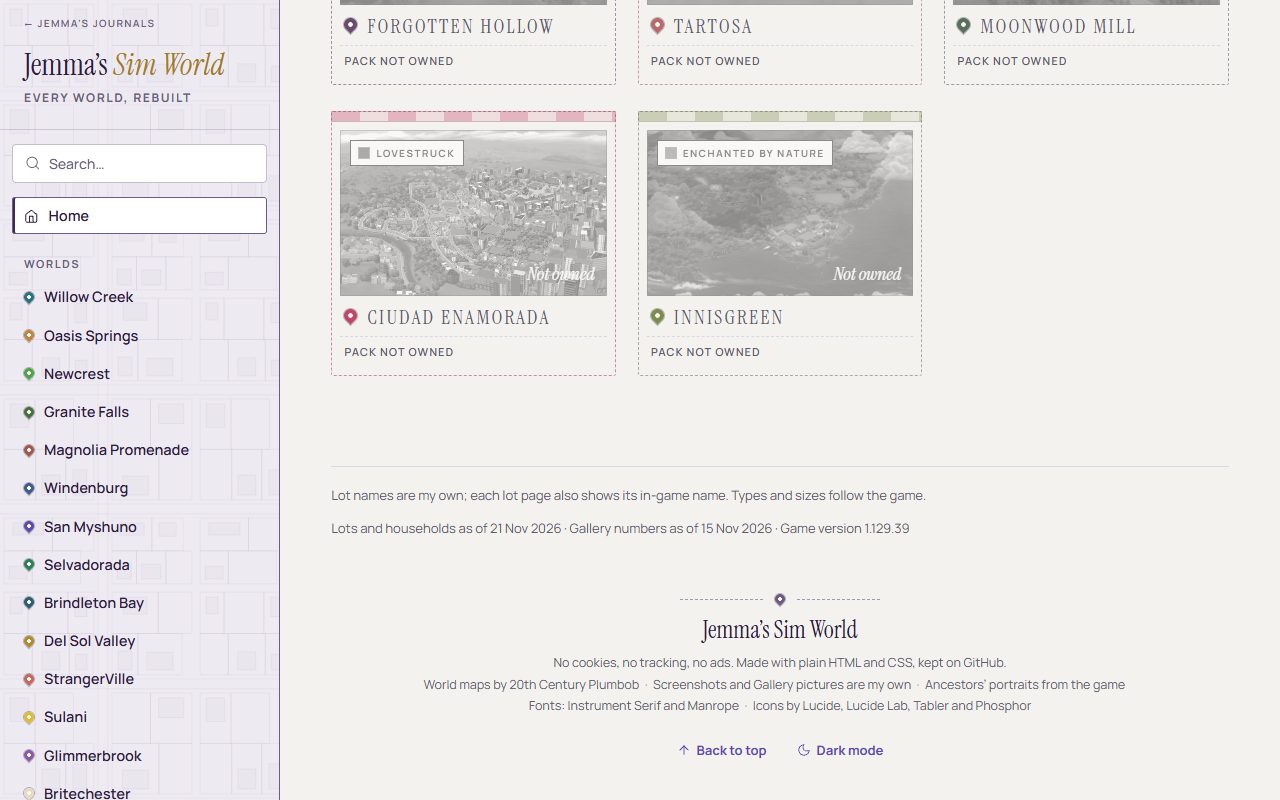 ← JEMMA'S JOURNALS
Jemma's Sim World
EVERY WORLD, REBUILT
Search...
Home
WORLDS
Willow Creek
Oasis Springs
Newcrest
Granite Falls
Magnolia Promenade
Windenburg
San Myshuno
Selvadorada
Brindleton Bay
Del Sol Valley
StrangerVille
Sulani
Glimmerbrook
Britechester
FORGOTTEN HOLLOW
PACK NOT OWNED
TARTOSA
PACK NOT OWNED
MOONWOOD MILL
PACK NOT OWNED
LOVESTRUCK
Not owned
CIUDAD ENAMORADA
PACK NOT OWNED
ENCHANTED BY NATURE
Not owned
INNISGREEN
PACK NOT OWNED
Lot names are my own; each lot page also shows its in-game name. Types and sizes follow the game.
Lots and households as of 21 Nov 2026 · Gallery numbers as of 15 Nov 2026 · Game version 1.129.39
Jemma's Sim World
No cookies, no tracking, no ads. Made with plain HTML and CSS, kept on GitHub.
World maps by 20th Century Plumbob · Screenshots and Gallery pictures are my own · Ancestors' portraits from the game
Fonts: Instrument Serif and Manrope · Icons by Lucide, Lucide Lab, Tabler and Phosphor
↑ Back to top
Dark mode